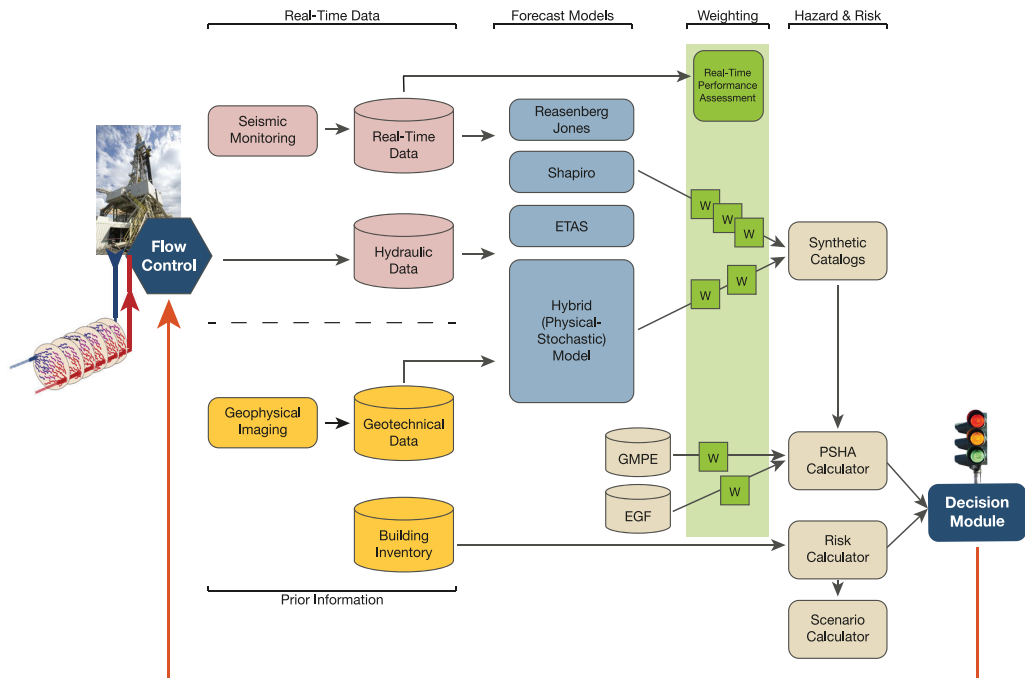 Real-Time Data
Forecast Models
Weighting
Hazard & Risk
Real-Time
Performance
Assessment
Seismic
Monitoring
Real-Time
Data
Reasenberg
Jones
Shapiro
W
W
W
ETAS
Flow
Control
Hydraulic
Data
Synthetic
Catalogs
W
W
Hybrid
(Physical-
Stochastic)
Model
Geophysical
Imaging
Geotechnical
Data
GMPE
W
PSHA
Calculator
EGF
W
Decision
Module
Building
Inventory
Risk
Calculator
Prior Information
Scenario
Calculator